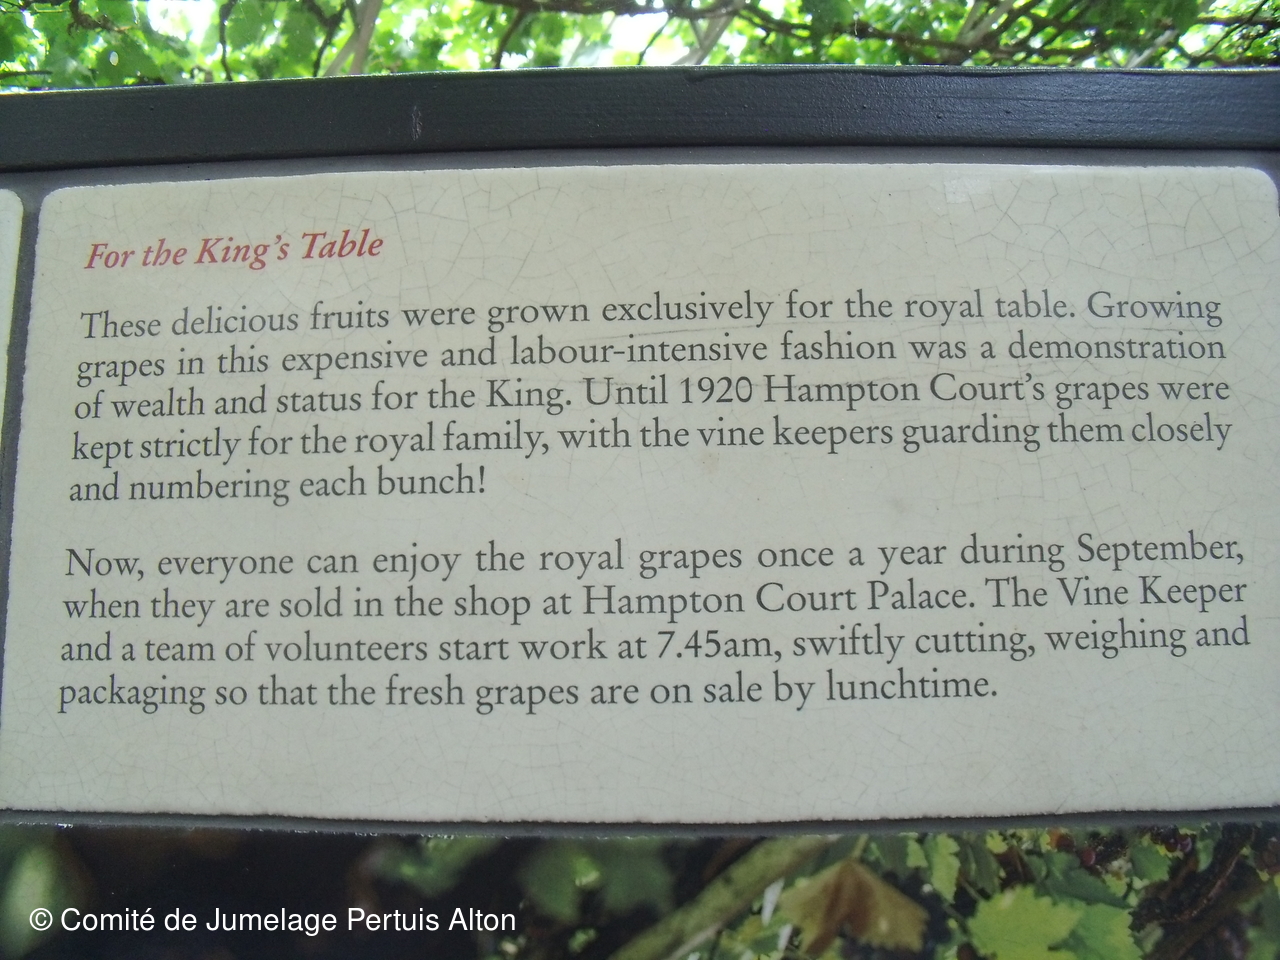 For the King's Table
These delicious fruits were grown exclusively for the royal table. Growing
grapes in this expensive and labour-intensive fashion was a demonstration
of wealth and status for the King. Until 1920 Hampton Court's grapes were
kept strictly for the royal family, with the vine keepers guarding them closely
and numbering each bunch!
Now, everyone can enjoy the royal grapes once a year during September,
when they are sold in the shop at Hampton Court Palace. The Vine Keeper
and a team of volunteers start work at 7.45am, swiftly cutting, weighing and
packaging so that the fresh grapes are on sale by lunchtime.
© Comité de Jumelage Pertuis Alton